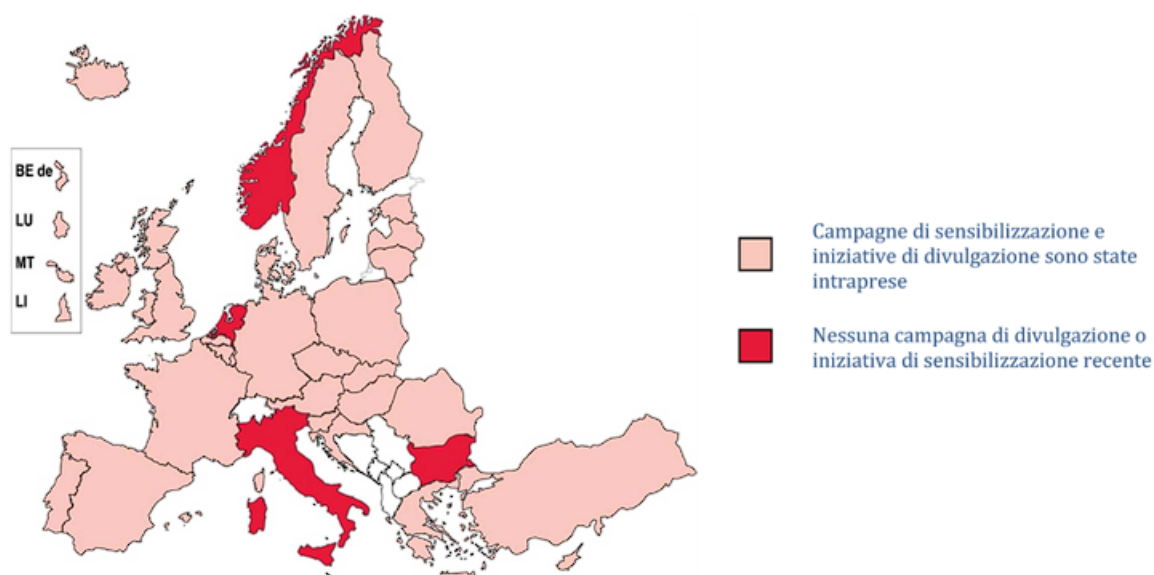 BE de
LU
MT
LI
Campagne di sensibilizzazione e
iniziative di divulgazione sono state
intraprese
Nessuna campagna di divulgazione o
iniziativa di sensibilizzazione recente